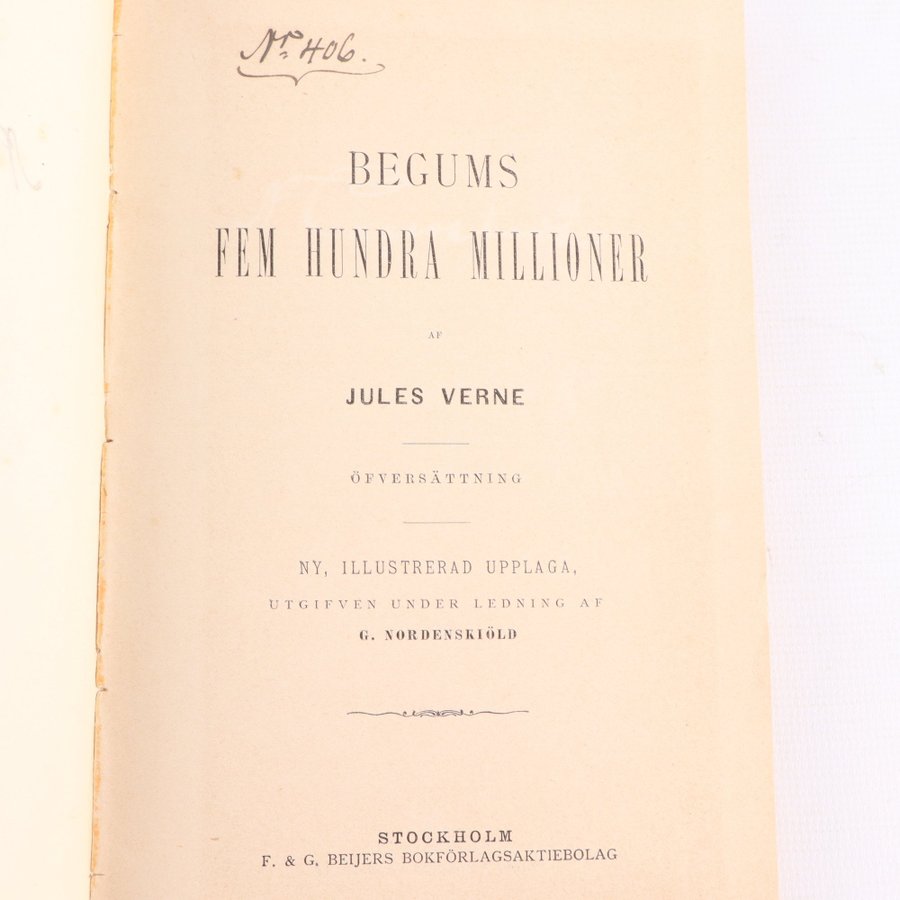 Nr. 406.
BEGUMS
FEM HUNDRA MILLIONER
AF
JULES VERNE
ÖFVERSÄTTNING
NY, ILLUSTRERAD UPPLAGA,
UTGIFVEN UNDER LEDNING AF
G. NORDENSKIÖLD
STOCKHOLM
F. & G. BEIJERS BOKFÖRLAGSAKTIEBOLAG